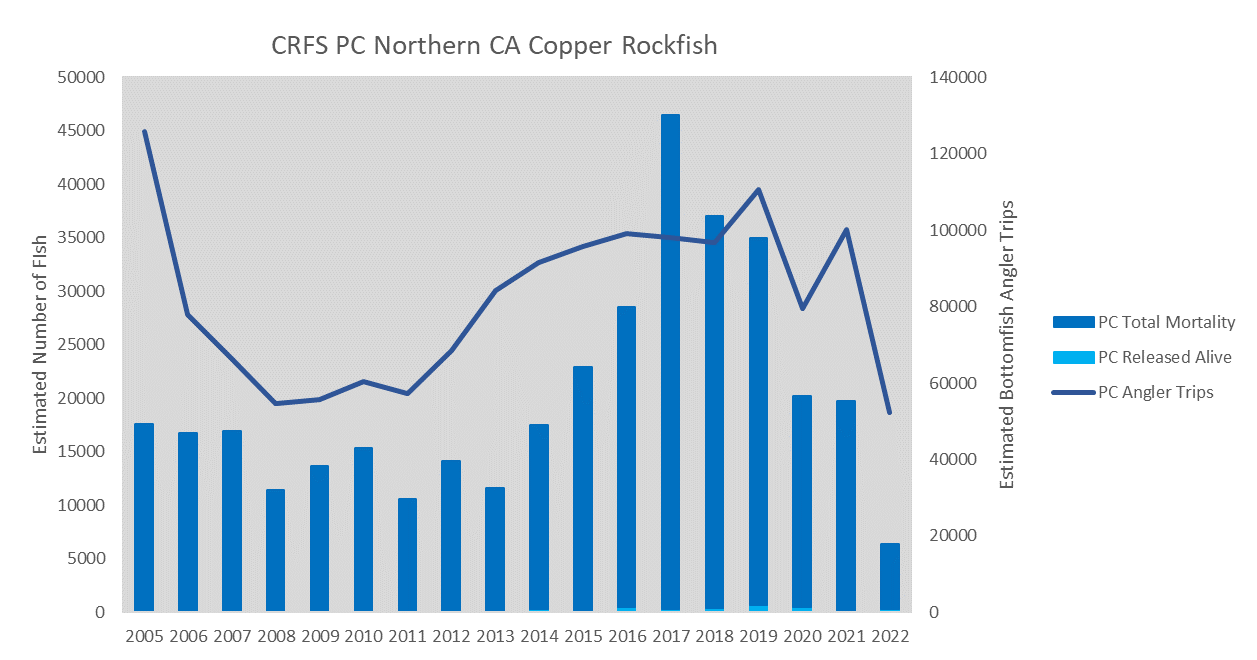 CRFS PC Northern CA Copper Rockfish
50000
45000
40000
35000
30000
25000
20000
15000
10000
5000
0
Estimated Number of FIsh
140000
120000
100000
80000
60000
40000
20000
0
Estimated Bottomfish Angler Trips
2005 2006 2007 2008 2009 2010 2011 2012 2013 2014 2015 2016 2017 2018 2019 2020 2021 2022
PC Total Mortality
PC Released Alive
PC Angler Trips